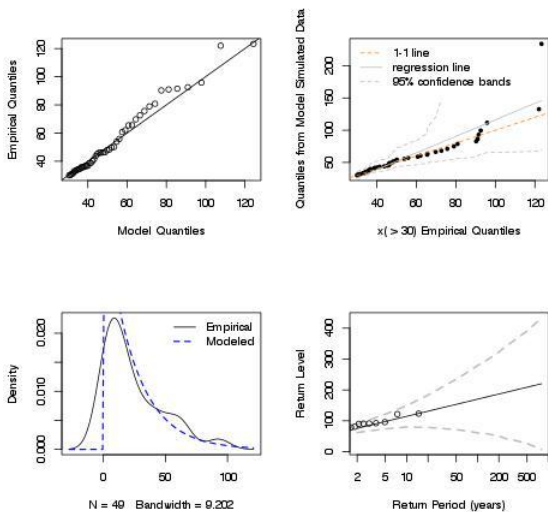 Empirical Quantiles
120
100
80
60
40
40 60 80 100 120
Model Quantiles
Quantiles from Model Simulated Data
200
150
100
50
1-1 line
regression line
95% confidence bands
40 60 80 100 120
x( > 30) Empirical Quantiles
Density
0.020
0.010
0.000
Empirical
Modeled
0 50 100
N = 49 Bandwidth = 9.202
Return Level
400
300
200
100
0
2 5 10 50 200 500
Return Period (years)